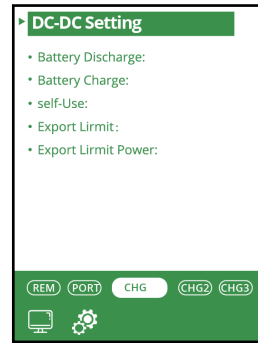 DC-DC Setting
• Battery Discharge:
• Battery Charge:
• self-Use:
• Export Lirmit：
• Export Lirmit Power:
REM PORT CHG CHG2 CHG3